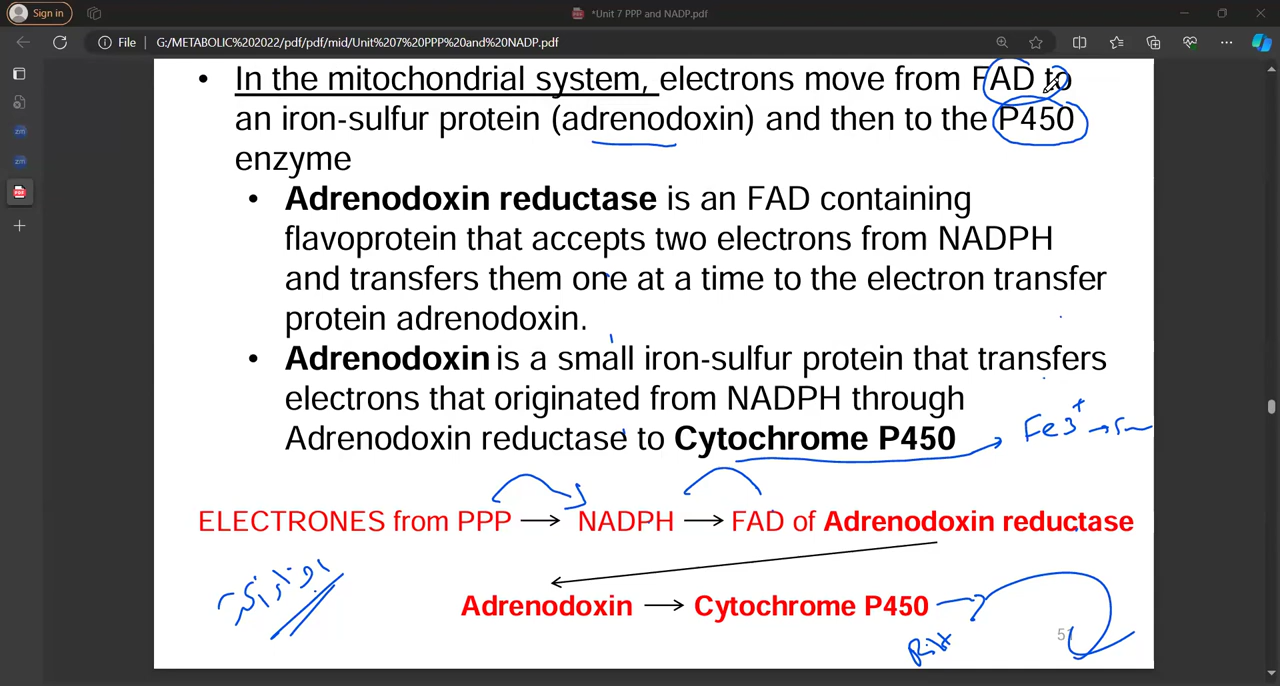 Sign in
*Unit 7 PPP and NADP.pdf
File G:/METABOLIC%202022/pdf/pdf/mid/Unit%207%20PPP%20and%20NADP.pdf
• In the mitochondrial system, electrons move from FAD to
an iron-sulfur protein (adrenodoxin) and then to the P450
enzyme
• Adrenodoxin reductase is an FAD containing
flavoprotein that accepts two electrons from NADPH
and transfers them one at a time to the electron transfer
protein adrenodoxin.
• Adrenodoxin is a small iron-sulfur protein that transfers
electrons that originated from NADPH through
Adrenodoxin reductase to Cytochrome P450
Fe3+ →
ELECTRONES from PPP → NADPH → FAD of Adrenodoxin reductase
Adrenodoxin → Cytochrome P450
51